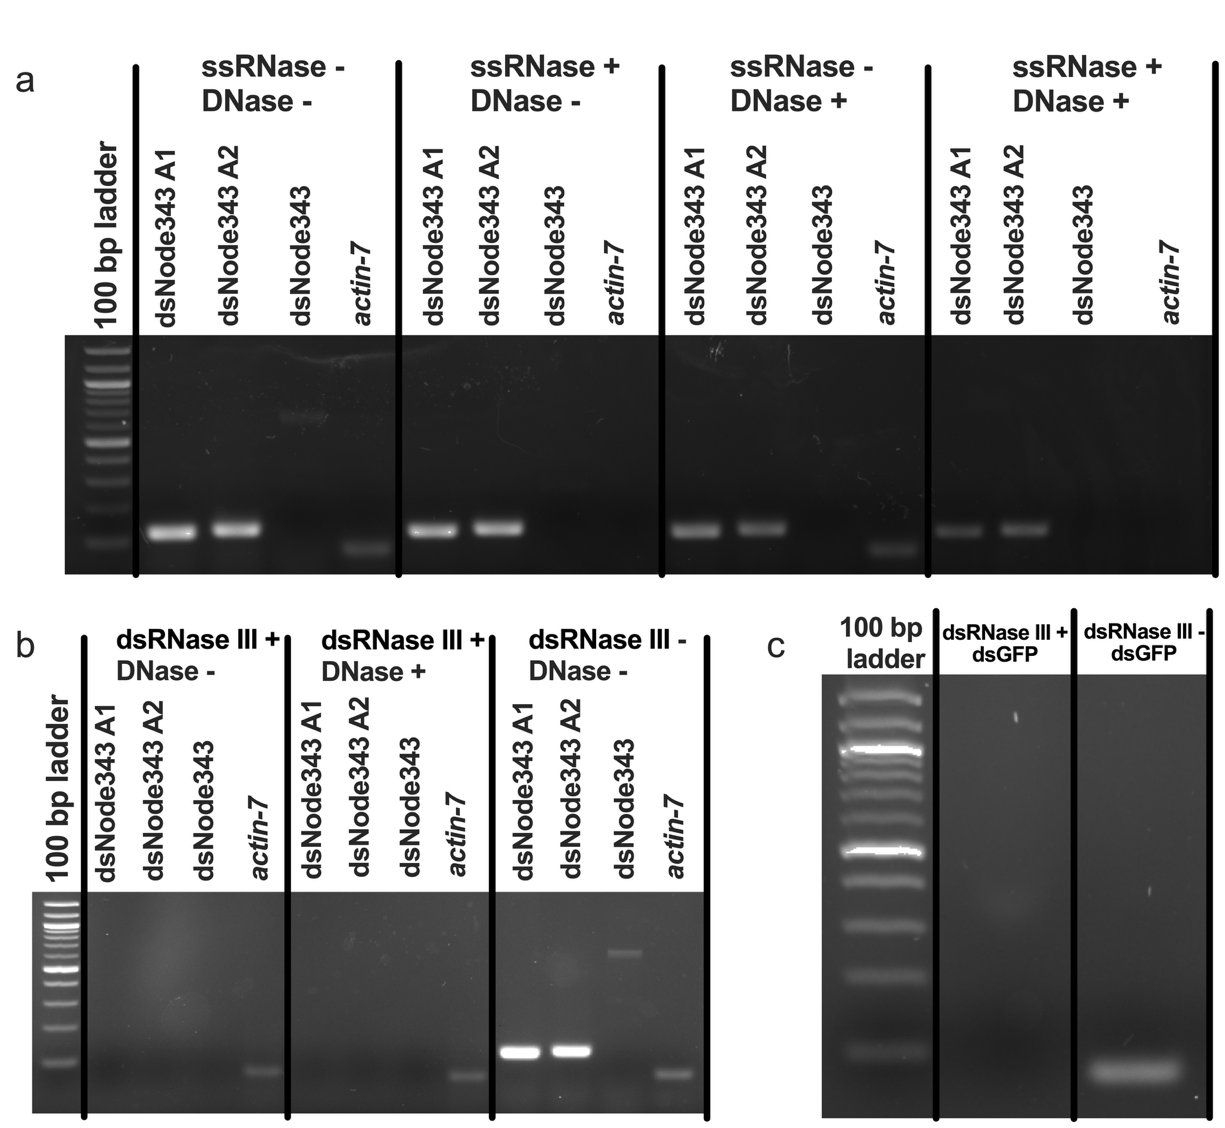 a
ssRNase -
DNase -
ssRNase +
DNase -
ssRNase -
DNase +
ssRNase +
DNase +
100 bp ladder
dsNode343 A1
dsNode343 A2
dsNode343
actin-7
dsNode343 A1
dsNode343 A2
dsNode343
actin-7
dsNode343 A1
dsNode343 A2
dsNode343
actin-7
dsNode343 A1
dsNode343 A2
dsNode343
actin-7
b
dsRNase III +
DNase -
dsRNase III +
DNase +
dsRNase III -
DNase -
100 bp ladder
dsNode343 A1
dsNode343 A2
dsNode343
actin-7
dsNode343 A1
dsNode343 A2
dsNode343
actin-7
dsNode343 A1
dsNode343 A2
dsNode343
actin-7
c
100 bp
ladder
dsRNase III +
dsGFP
dsRNase III -
dsGFP